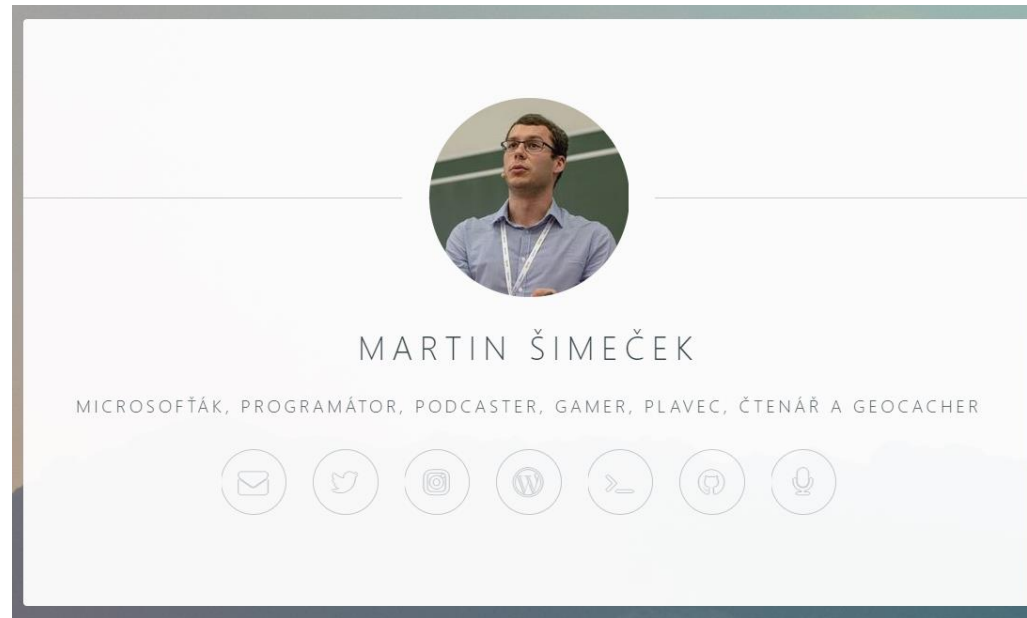 MARTIN ŠIMEČEK
MICROSOFŤÁK, PROGRAMÁTOR, PODCASTER, GAMER, PLAVEC, ČTENÁŘ A GEOCACHER